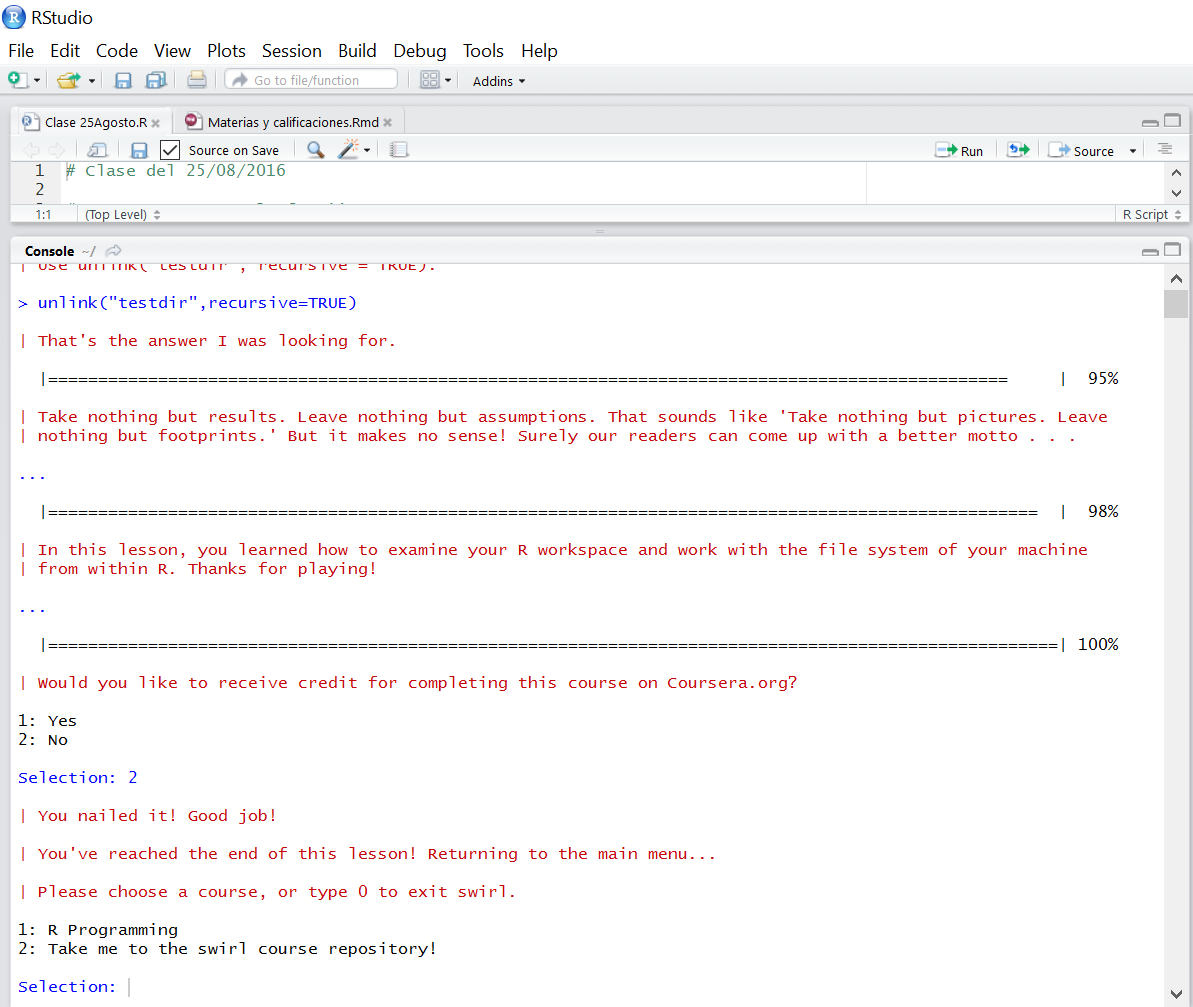 RStudio
File Edit Code View Plots Session Build Debug Tools Help
Go to file/function Addins
Clase 25Agosto.R Materias y calificaciones.Rmd
Source on Save Run Source
1 # Clase del 25/08/2016
2
1:1 (Top Level) R Script
Console ~/
| Use unlink("testdir", recursive = TRUE).
> unlink("testdir",recursive=TRUE)
| That's the answer I was looking for.
|================================================================================================ | 95%
| Take nothing but results. Leave nothing but assumptions. That sounds like 'Take nothing but pictures. Leave
| nothing but footprints.' But it makes no sense! Surely our readers can come up with a better motto . . .
...
|=================================================================================================== | 98%
| In this lesson, you learned how to examine your R workspace and work with the file system of your machine
| from within R. Thanks for playing!
...
|=====================================================================================================| 100%
| Would you like to receive credit for completing this course on Coursera.org?
1: Yes
2: No
Selection: 2
| You nailed it! Good job!
| You've reached the end of this lesson! Returning to the main menu...
| Please choose a course, or type 0 to exit swirl.
1: R Programming
2: Take me to the swirl course repository!
Selection: